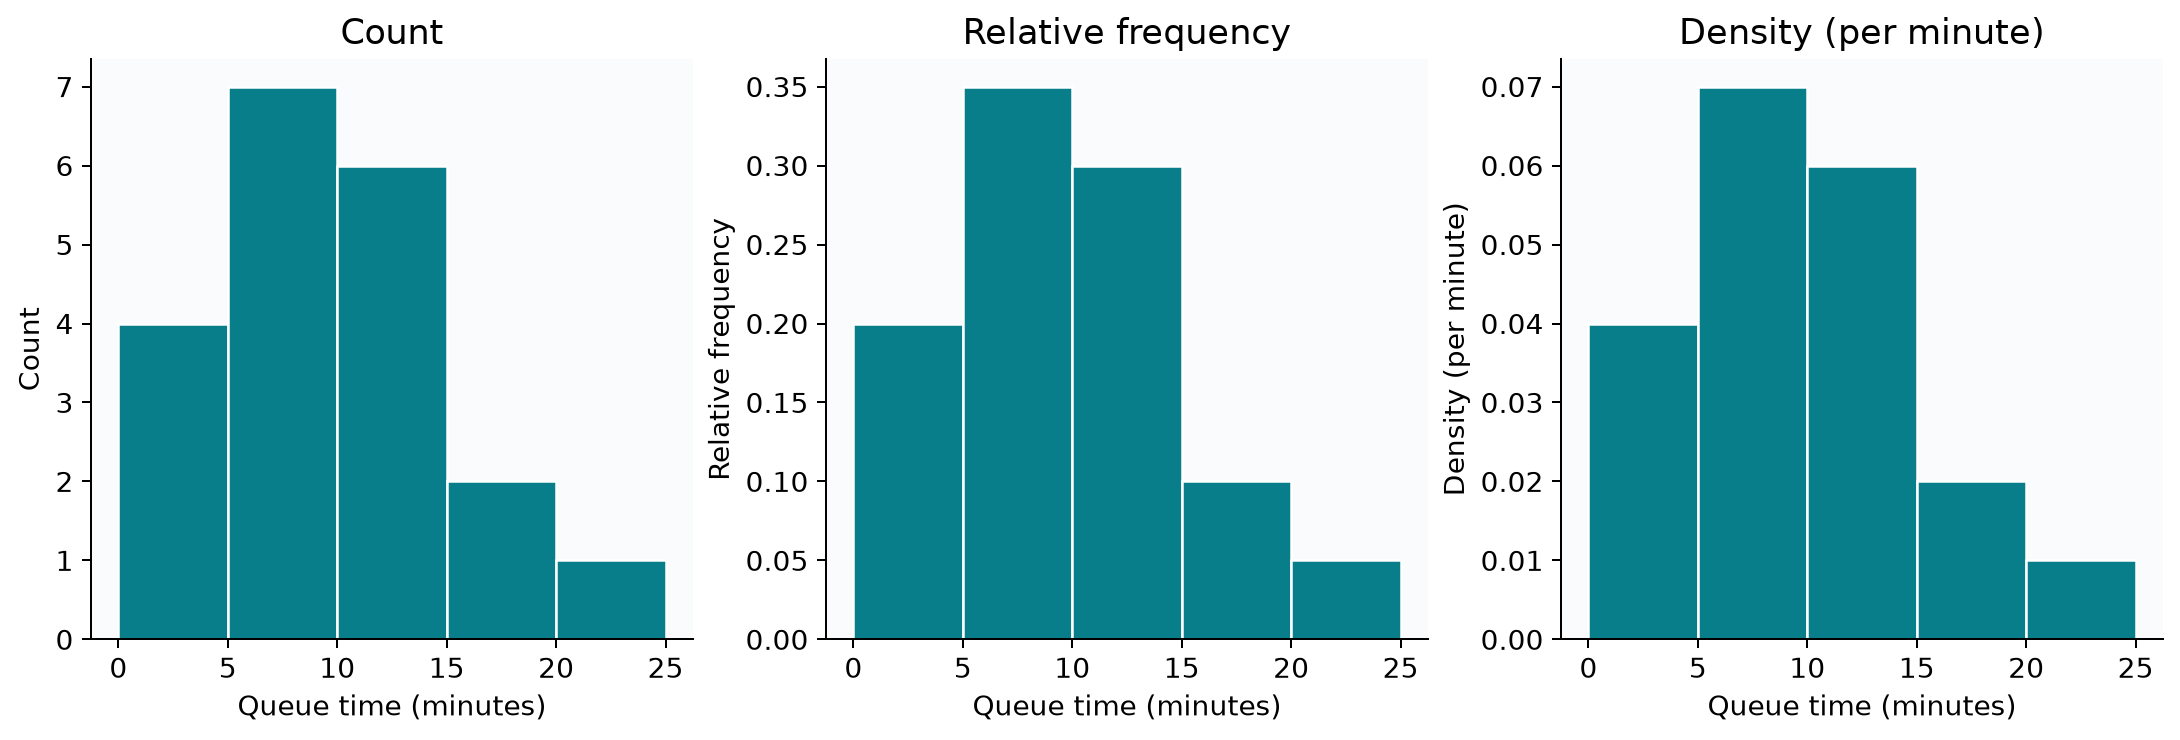 Count
Count
7
6
5
4
3
2
1
0
0 5 10 15 20 25
Queue time (minutes)
Relative frequency
Relative frequency
0.35
0.30
0.25
0.20
0.15
0.10
0.05
0.00
0 5 10 15 20 25
Queue time (minutes)
Density (per minute)
Density (per minute)
0.07
0.06
0.05
0.04
0.03
0.02
0.01
0.00
0 5 10 15 20 25
Queue time (minutes)